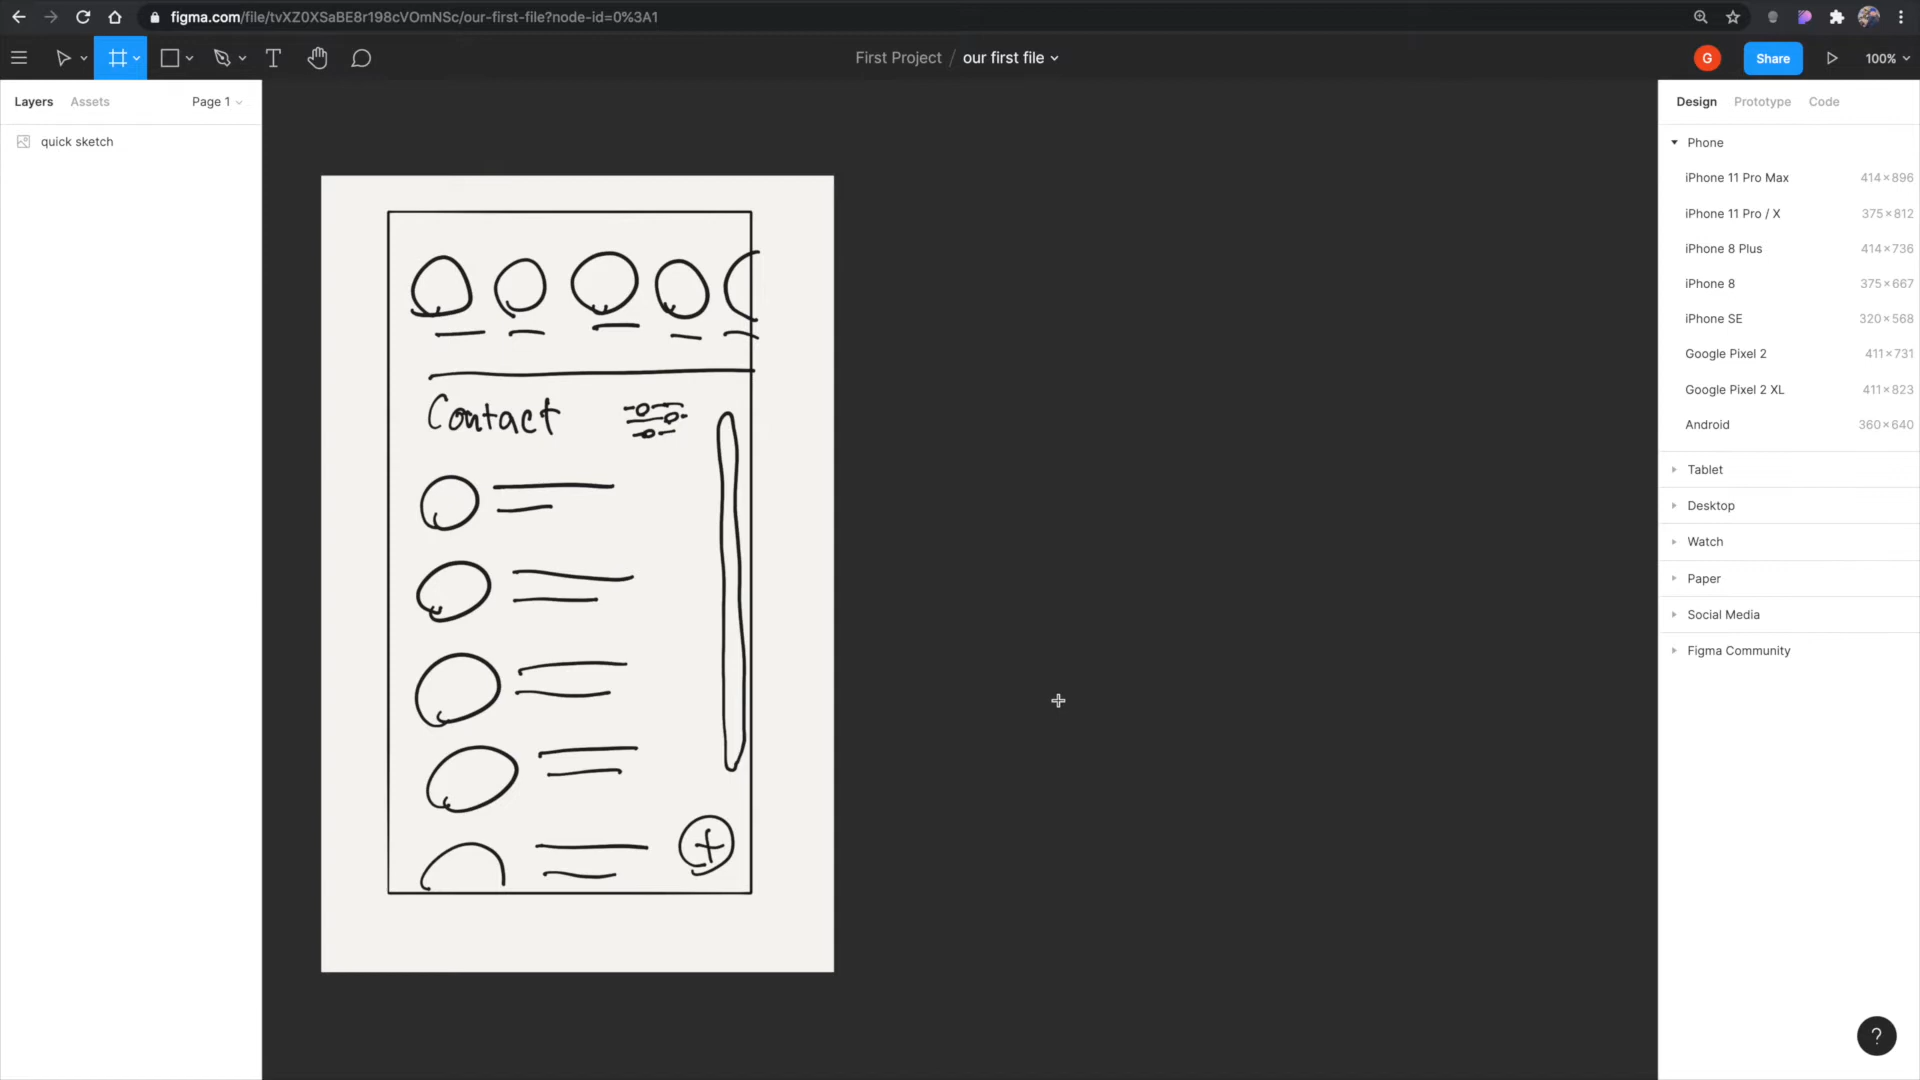 figma.com/file/tvXZ0XSaBE8r198cVOmNSc/our-first-file?node-id=0%3A1
First Project / our first file
G
Share
100%
Layers
Assets
Page 1
quick sketch
Contact
Design
Prototype
Code
Phone
iPhone 11 Pro Max 414×896
iPhone 11 Pro / X 375×812
iPhone 8 Plus 414×736
iPhone 8 375×667
iPhone SE 320×568
Google Pixel 2 411×731
Google Pixel 2 XL 411×823
Android 360×640
Tablet
Desktop
Watch
Paper
Social Media
Figma Community
?